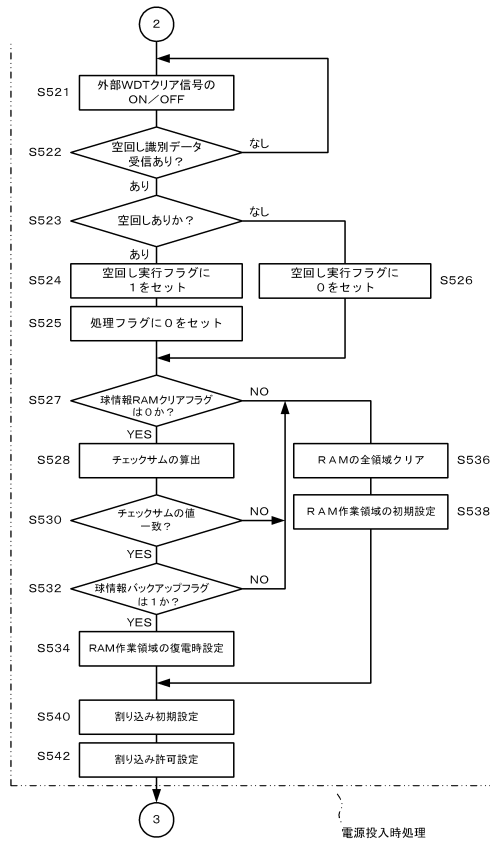 2
S521
外部WDTクリア信号の
ON／OFF
S522
空回し識別データ
受信あり？
なし
あり
S523
空回しありか？
なし
あり
S524
空回し実行フラグに
1をセット
空回し実行フラグに
0をセット
S526
S525
処理フラグに0をセット
S527
球情報RAMクリアフラグ
は0か？
NO
YES
S528
チェックサムの算出
RAMの全領域クリア
S536
S530
チェックサムの値
一致？
NO
YES
RAM作業領域の初期設定
S538
S532
球情報バックアップフラグ
は1か？
NO
YES
S534
RAM作業領域の復電時設定
S540
割り込み初期設定
S542
割り込み許可設定
3
電源投入時処理